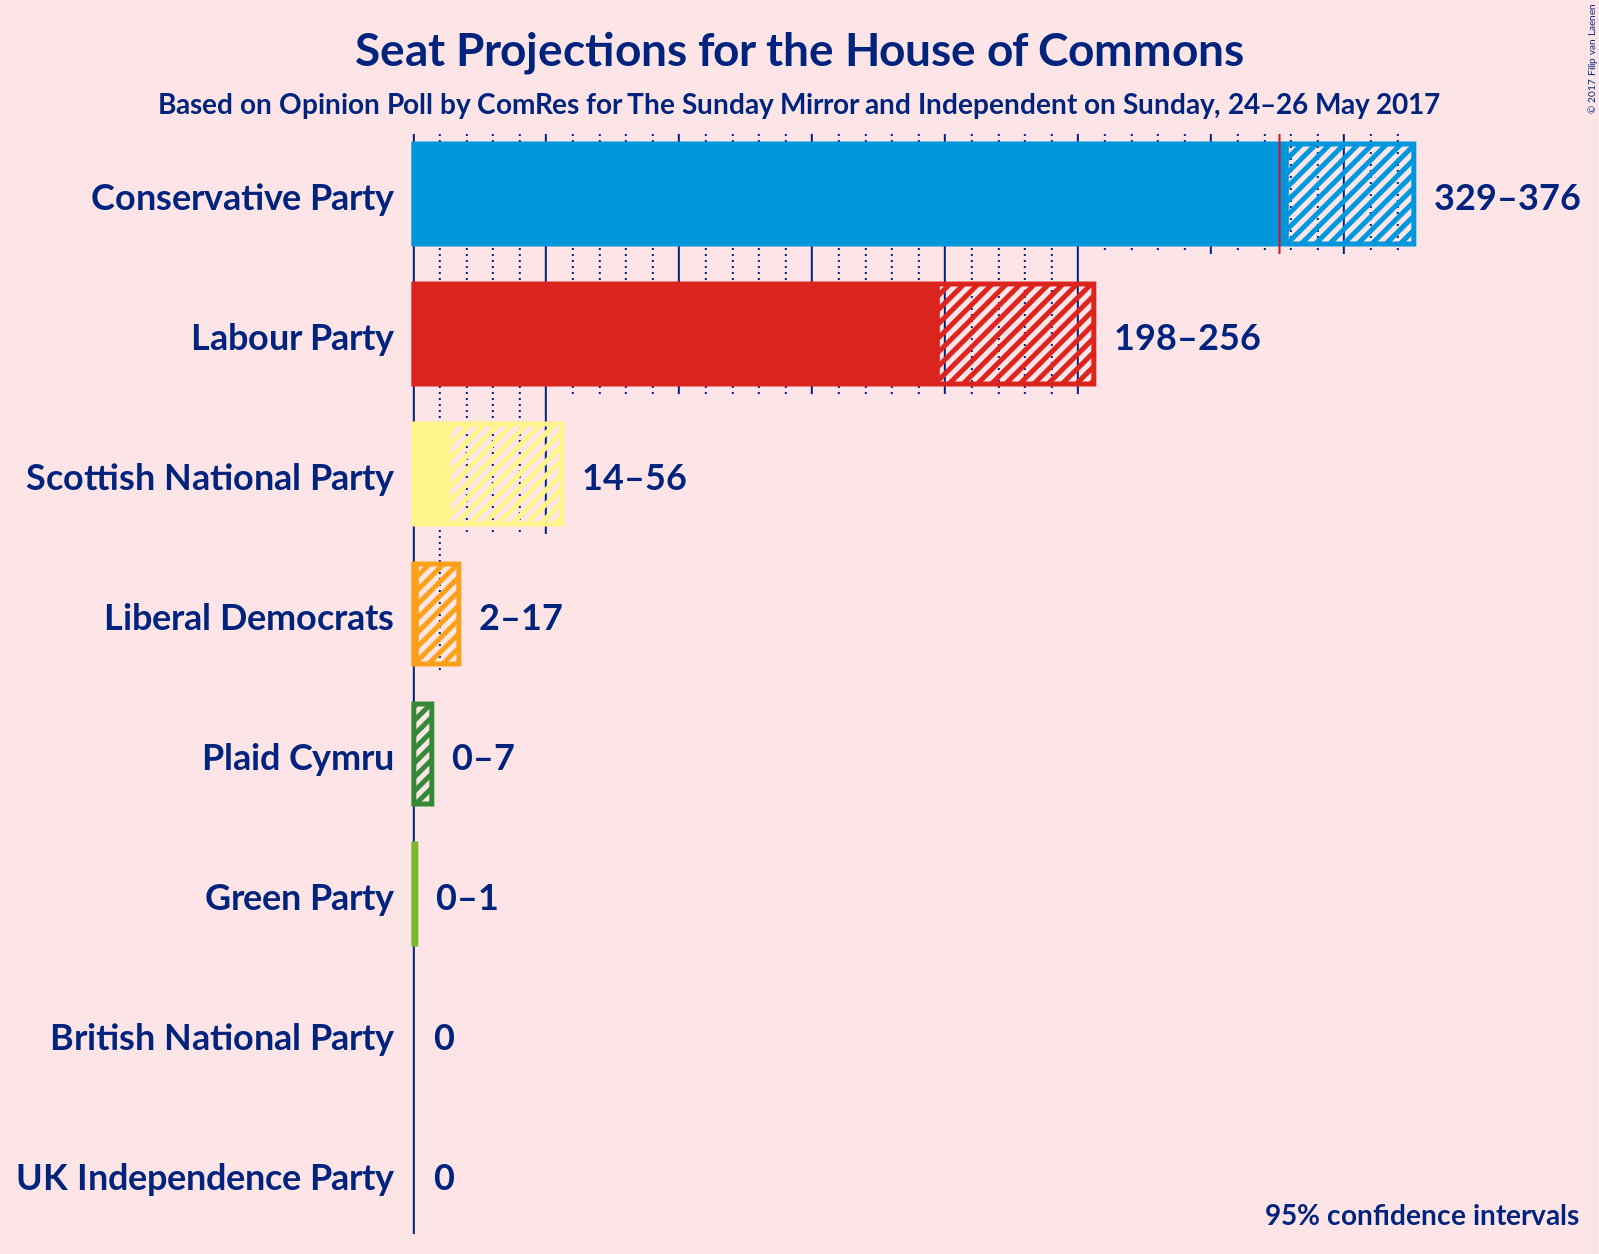 Seat Projections for the House of Commons
Based on Opinion Poll by ComRes for The Sunday Mirror and Independent on Sunday, 24–26 May 2017
© 2017 Filip van Laenen
Conservative Party 329–376
Labour Party 198–256
Scottish National Party 14–56
Liberal Democrats 2–17
Plaid Cymru 0–7
Green Party 0–1
British National Party 0
UK Independence Party 0
95% confidence intervals